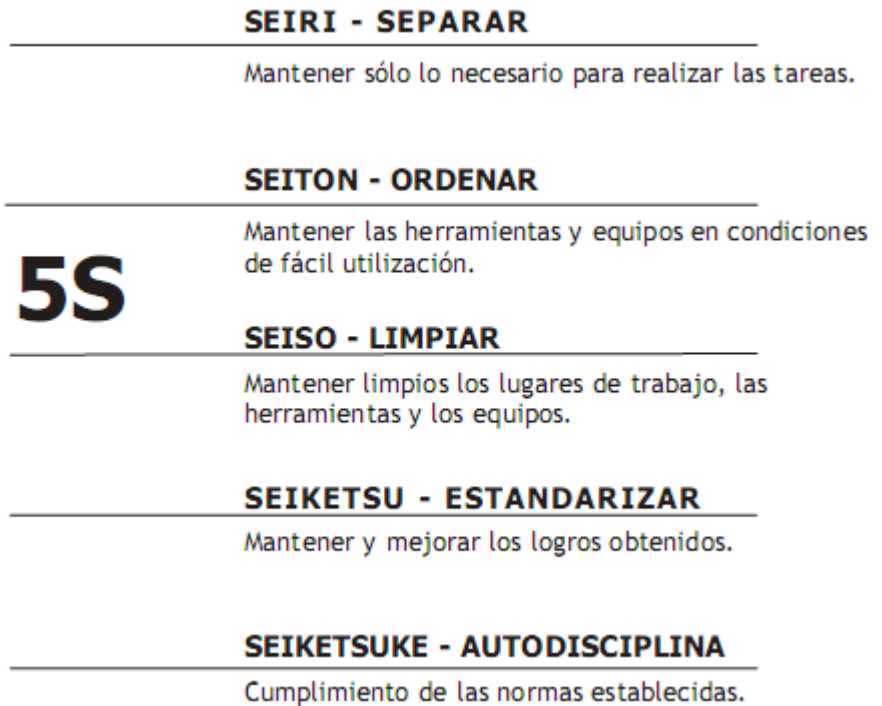 SEIRI - SEPARAR
Mantener sólo lo necesario para realizar las tareas.
SEITON - ORDENAR
Mantener las herramientas y equipos en condiciones
de fácil utilización.
5S
SEISO - LIMPIAR
Mantener limpios los lugares de trabajo, las
herramientas y los equipos.
SEIKETSU - ESTANDARIZAR
Mantener y mejorar los logros obtenidos.
SEIKETSUKE - AUTODISCIPLINA
Cumplimiento de las normas establecidas.